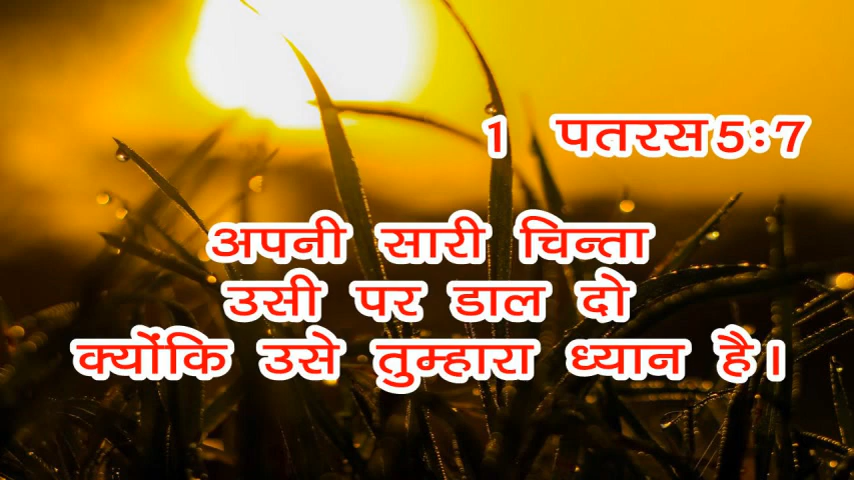 1 पतरस 5:7
अपनी सारी चिन्ता
उसी पर डाल दो
क्योंकि उसे तुम्हारा ध्यान है।